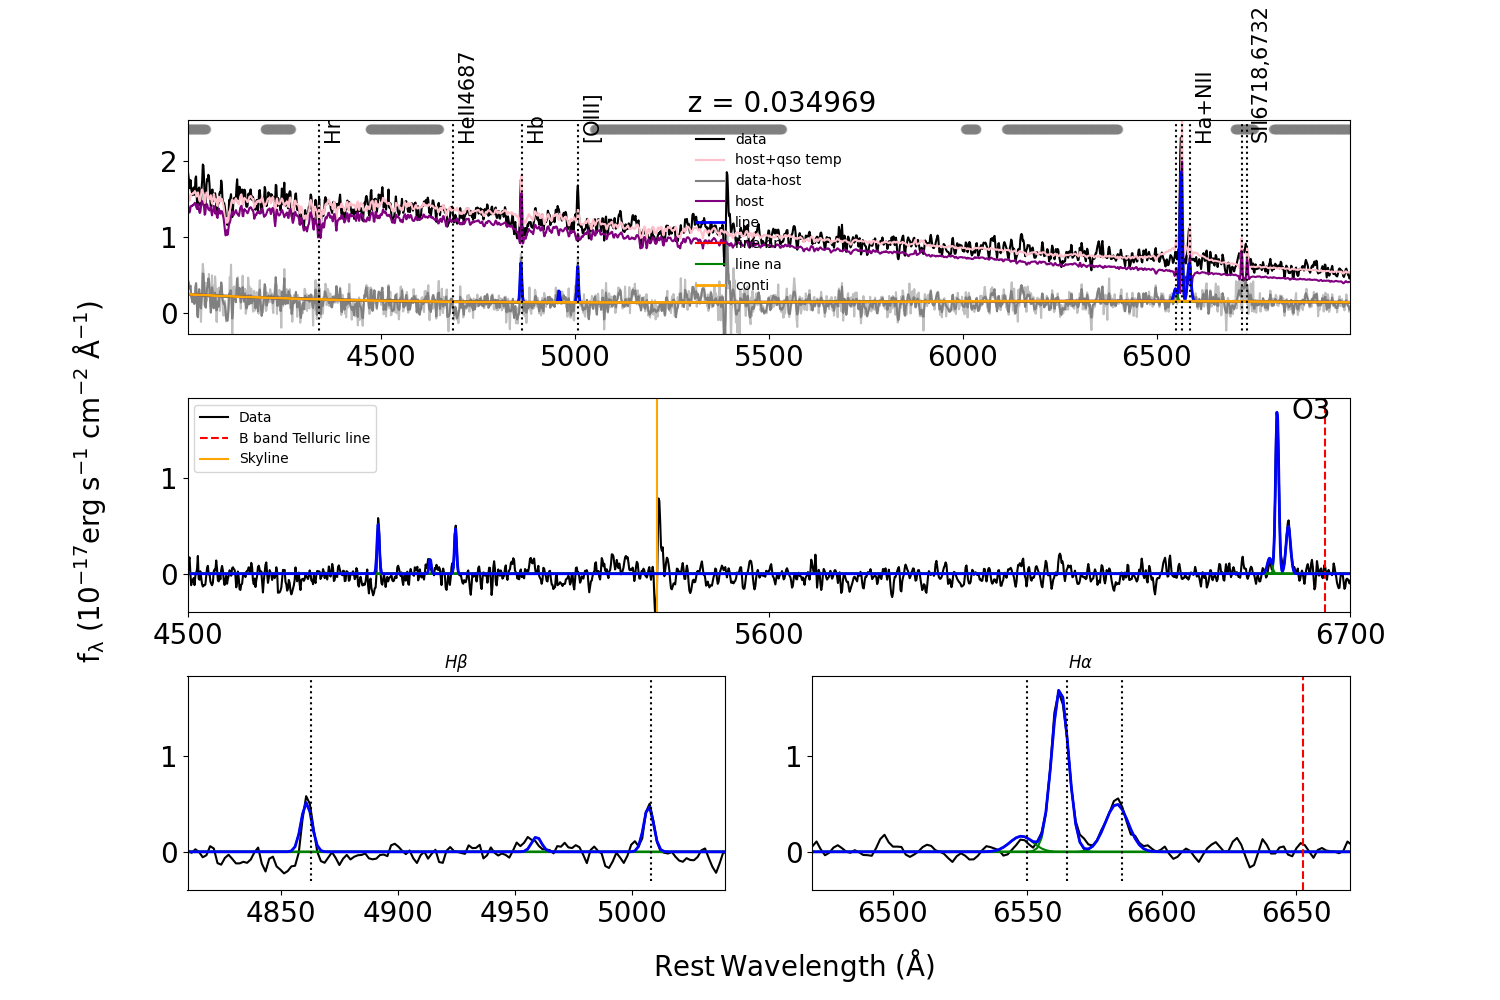 z = 0.034969
Hr
HeII4687
Hb
[OIII]
Ha+NII
SII6718,6732
data
host+qso temp
data-host
host
line
line na
conti
2
1
0
4500
5000
5500
6000
6500
fλ (10−17erg s−1 cm−2 Å−1)
Data
B band Telluric line
Skyline
O3
1
0
4500
5600
6700
Hβ
1
0
4850
4900
4950
5000
Hα
1
0
6500
6550
6600
6650
Rest Wavelength (Å)